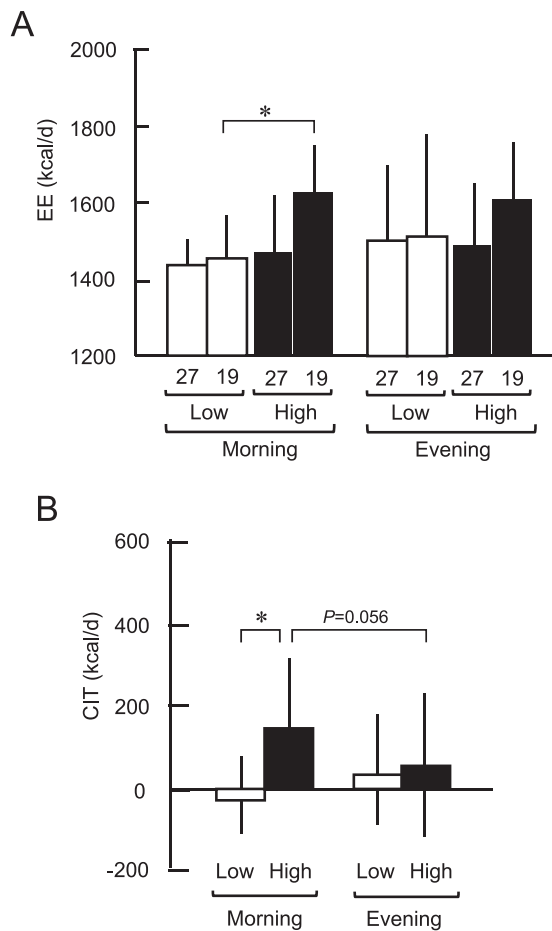 A
2000
1800
1600
1400
1200
EE (kcal/d)
*
27 19 27 19 27 19 27 19
Low High Low High
Morning Evening
B
600
400
200
0
-200
CIT (kcal/d)
* P=0.056
Low High Low High
Morning Evening